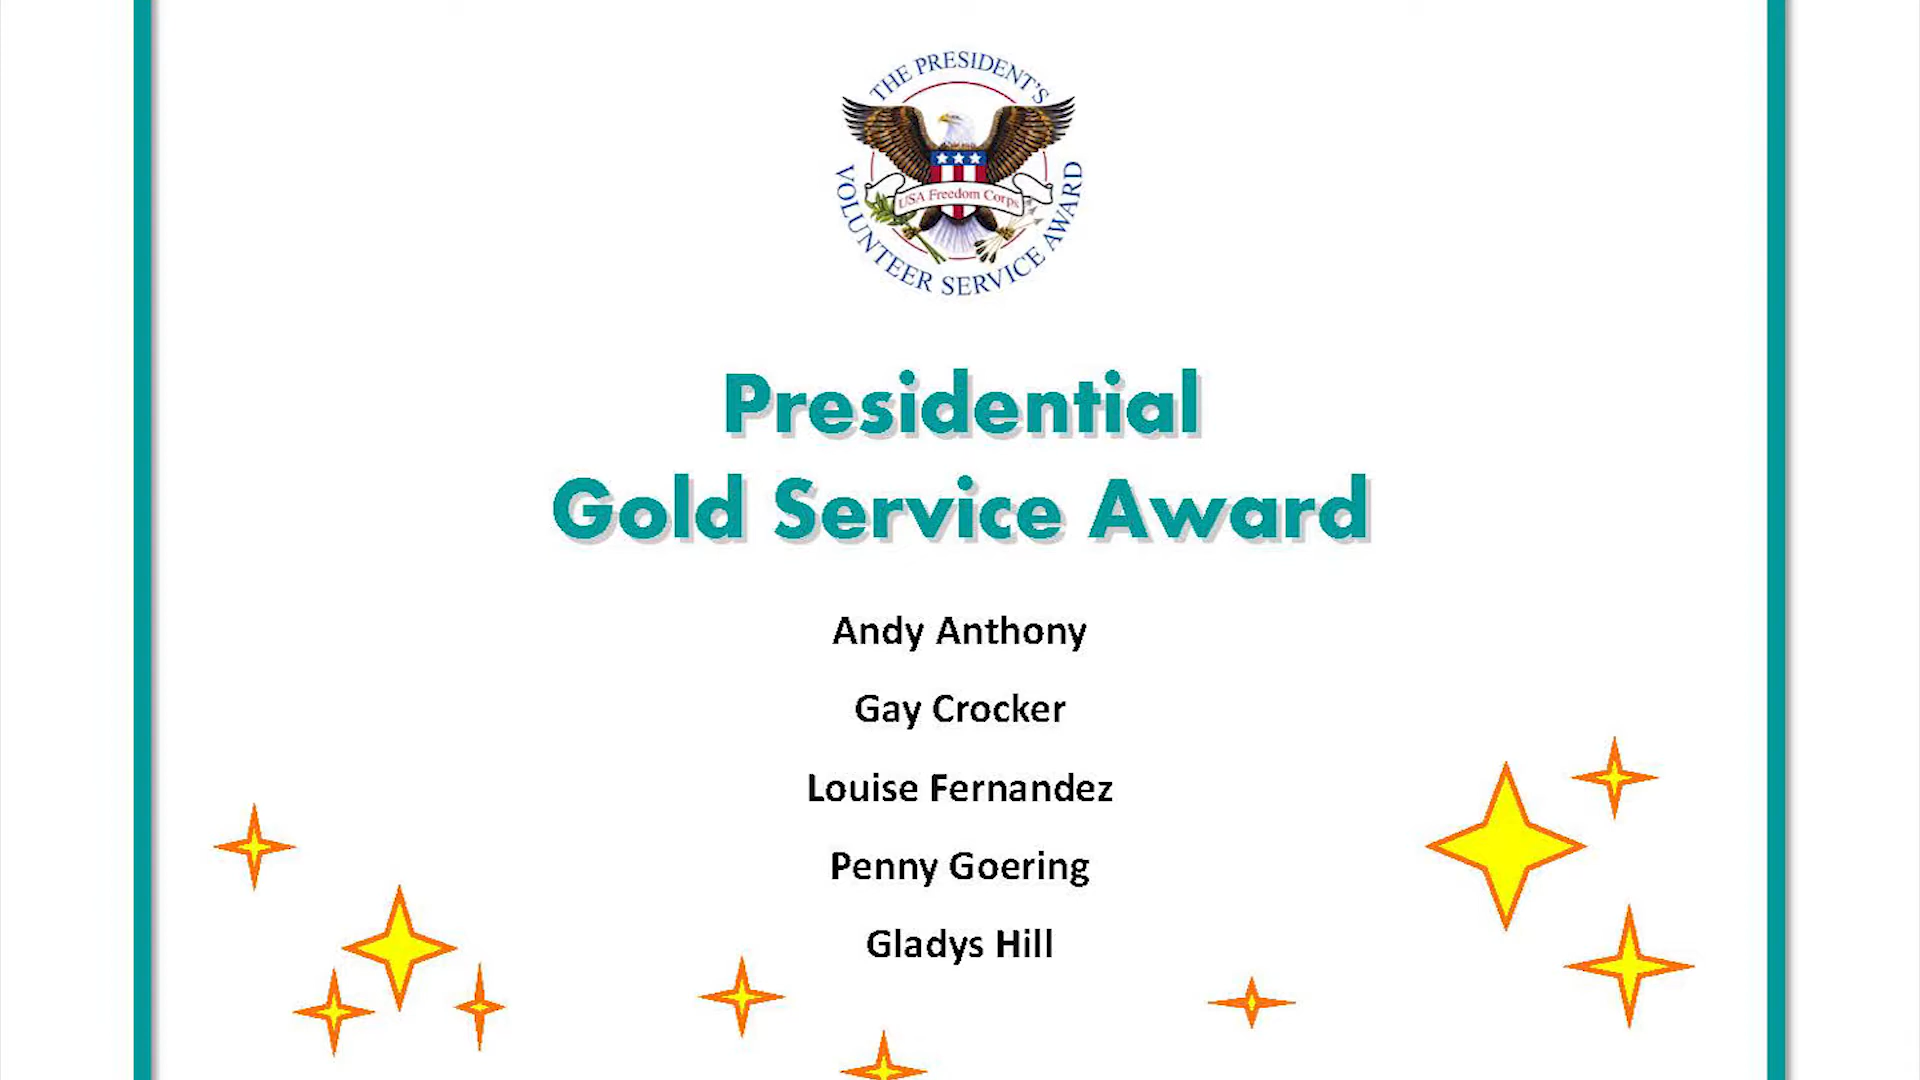 THE PRESIDENT'S
USA Freedom Corps
VOLUNTEER SERVICE AWARD
Presidential
Gold Service Award
Andy Anthony
Gay Crocker
Louise Fernandez
Penny Goering
Gladys Hill